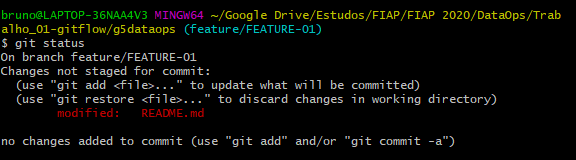 bruno@LAPTOP-36NAA4V3 MINGW64 ~/Google Drive/Estudos/FIAP/FIAP 2020/DataOps/Trab
alho_01-gitflow/g5dataops (feature/FEATURE-01)
$ git status
On branch feature/FEATURE-01
Changes not staged for commit:
  (use "git add <file>..." to update what will be committed)
  (use "git restore <file>..." to discard changes in working directory)
        modified:   README.md

no changes added to commit (use "git add" and/or "git commit -a")